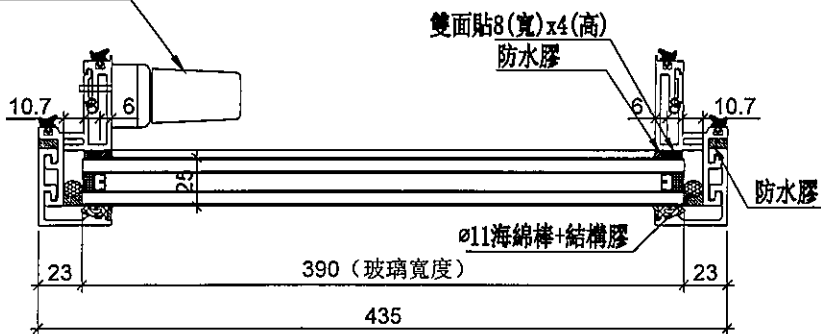 雙面貼8(寬)x4(高)
防水膠
10.7
6
6
10.7
25
防水膠
ø11海綿棒+結構膠
23
390（玻璃寬度）
23
435